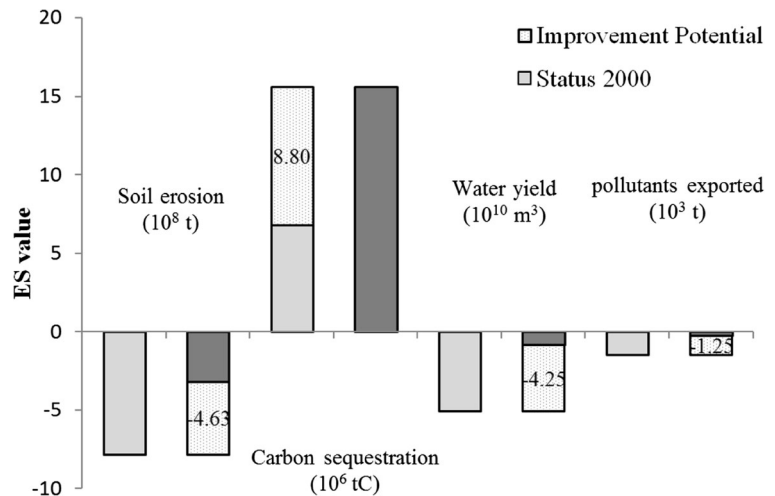 20
Improvement Potential
Status 2000
15
8.80
10
Soil erosion
(10⁸ t)
Water yield
(10¹⁰ m³)
pollutants exported
(10³ t)
5
ES value
0
-1.25
-4.25
-4.63
-5
Carbon sequestration
(10⁶ tC)
-10